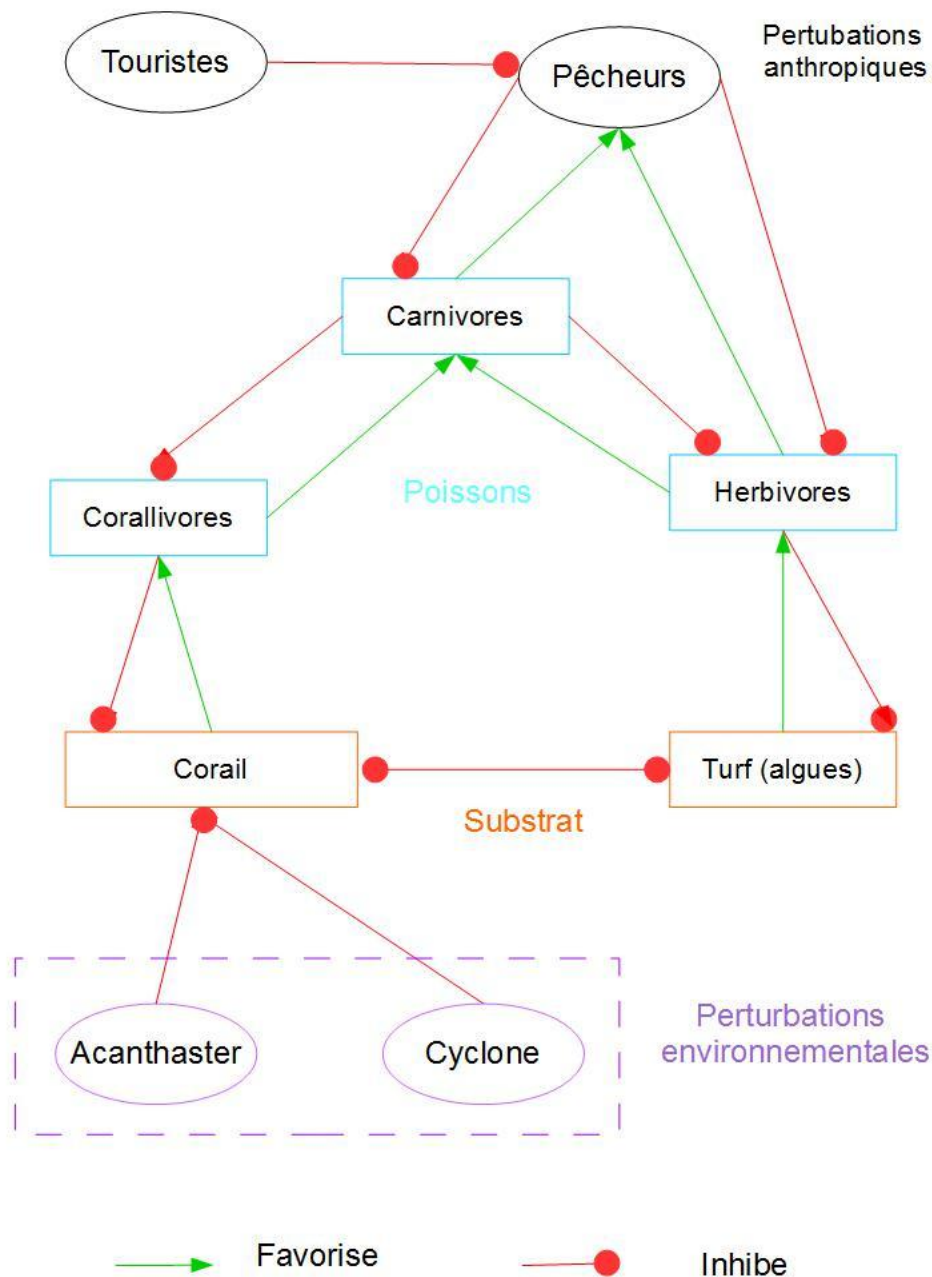 Touristes
Pêcheurs
Pertubations
anthropiques
Carnivores
Poissons
Corallivores
Herbivores
Corail
Turf (algues)
Substrat
Acanthaster
Cyclone
Perturbations
environnementales
Favorise
Inhibe